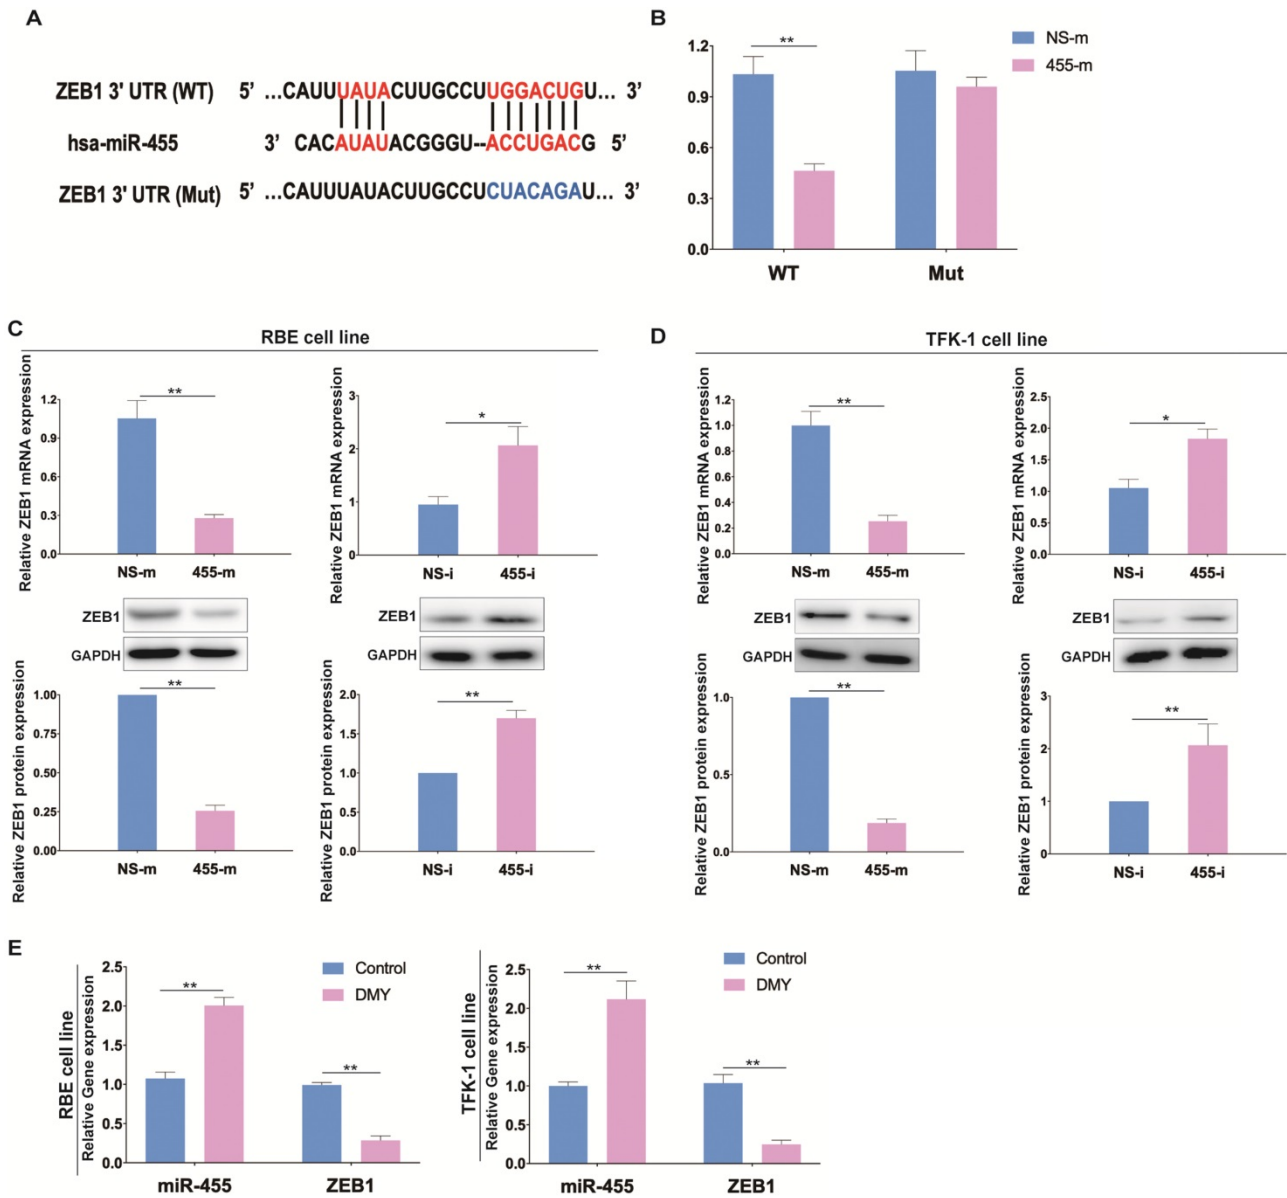 A
ZEB1 3' UTR (WT) 5' ...CAUUUAUACUUGCCUUGGACUGU... 3'
hsa-miR-455 3' CACAUAUACGGGU--ACCUGACG 5'
ZEB1 3' UTR (Mut) 5' ...CAUUUAUACUUGCCUCUACAGAU... 3'
B
NS-m
455-m
**
1.2
0.9
0.6
0.3
0.0
WT Mut
C
RBE cell line
Relative ZEB1 mRNA expression
1.2
0.9
0.6
0.3
0.0
**
NS-m 455-m
Relative ZEB1 mRNA expression
3
2
1
0
*
NS-i 455-i
ZEB1
GAPDH
ZEB1
GAPDH
Relative ZEB1 protein expression
1.00
0.75
0.50
0.25
0.00
**
NS-m 455-m
Relative ZEB1 protein expression
2.0
1.5
1.0
0.5
0.0
**
NS-i 455-i
D
TFK-1 cell line
Relative ZEB1 mRNA expression
1.2
1.0
0.8
0.6
0.4
0.2
0.0
**
NS-m 455-m
Relative ZEB1 mRNA expression
2.5
2.0
1.5
1.0
0.5
0.0
*
NS-i 455-i
ZEB1
GAPDH
ZEB1
GAPDH
Relative ZEB1 protein expression
1.0
0.5
0.0
**
NS-m 455-m
Relative ZEB1 protein expression
3
2
1
0
**
NS-i 455-i
E
RBE cell line
Relative Gene expression
2.5
2.0
1.5
1.0
0.5
0.0
**
**
Control
DMY
miR-455 ZEB1
TFK-1 cell line
Relative Gene expression
2.5
2.0
1.5
1.0
0.5
0.0
**
**
Control
DMY
miR-455 ZEB1